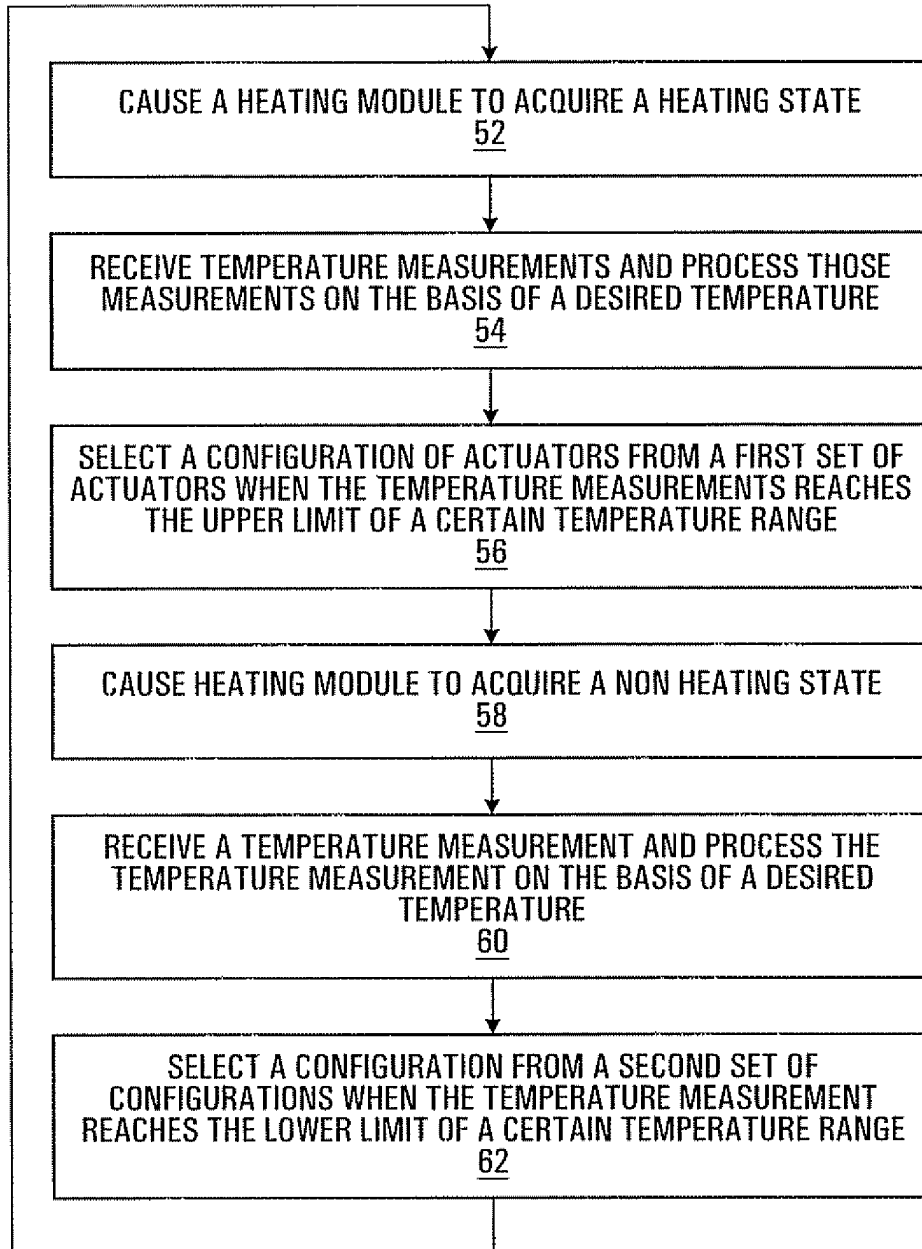 CAUSE A HEATING MODULE TO ACQUIRE A HEATING STATE
52
RECEIVE TEMPERATURE MEASUREMENTS AND PROCESS THOSE
MEASUREMENTS ON THE BASIS OF A DESIRED TEMPERATURE
54
SELECT A CONFIGURATION OF ACTUATORS FROM A FIRST SET OF
ACTUATORS WHEN THE TEMPERATURE MEASUREMENTS REACHES
THE UPPER LIMIT OF A CERTAIN TEMPERATURE RANGE
56
CAUSE HEATING MODULE TO ACQUIRE A NON HEATING STATE
58
RECEIVE A TEMPERATURE MEASUREMENT AND PROCESS THE
TEMPERATURE MEASUREMENT ON THE BASIS OF A DESIRED
TEMPERATURE
60
SELECT A CONFIGURATION FROM A SECOND SET OF
CONFIGURATIONS WHEN THE TEMPERATURE MEASUREMENT
REACHES THE LOWER LIMIT OF A CERTAIN TEMPERATURE RANGE
62